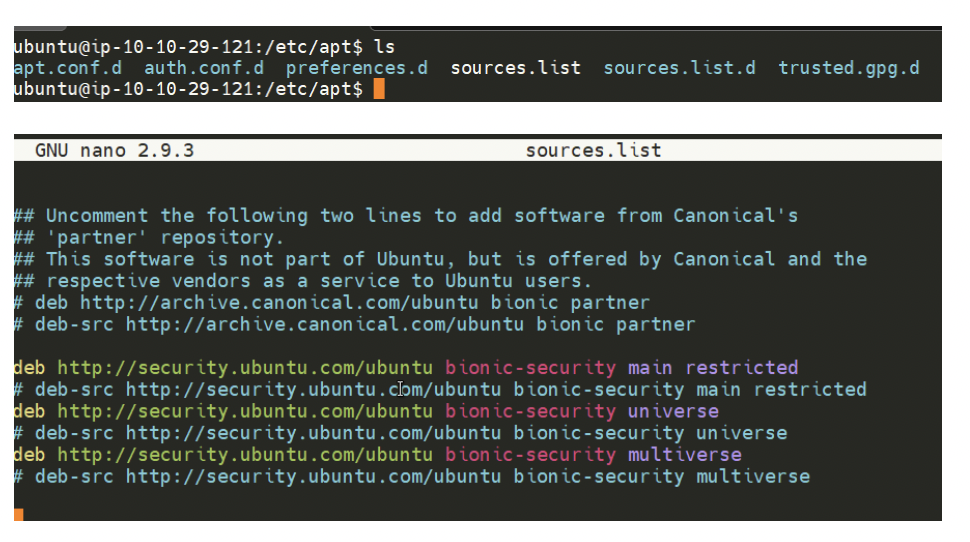 ubuntu@ip-10-10-29-121:/etc/apt$ ls
apt.conf.d auth.conf.d preferences.d sources.list sources.list.d trusted.gpg.d
ubuntu@ip-10-10-29-121:/etc/apt$
GNU nano 2.9.3 sources.list
## Uncomment the following two lines to add software from Canonical's
## 'partner' repository.
## This software is not part of Ubuntu, but is offered by Canonical and the
## respective vendors as a service to Ubuntu users.
# deb http://archive.canonical.com/ubuntu bionic partner
# deb-src http://archive.canonical.com/ubuntu bionic partner
deb http://security.ubuntu.com/ubuntu bionic-security main restricted
# deb-src http://security.ubuntu.com/ubuntu bionic-security main restricted
deb http://security.ubuntu.com/ubuntu bionic-security universe
# deb-src http://security.ubuntu.com/ubuntu bionic-security universe
deb http://security.ubuntu.com/ubuntu bionic-security multiverse
# deb-src http://security.ubuntu.com/ubuntu bionic-security multiverse